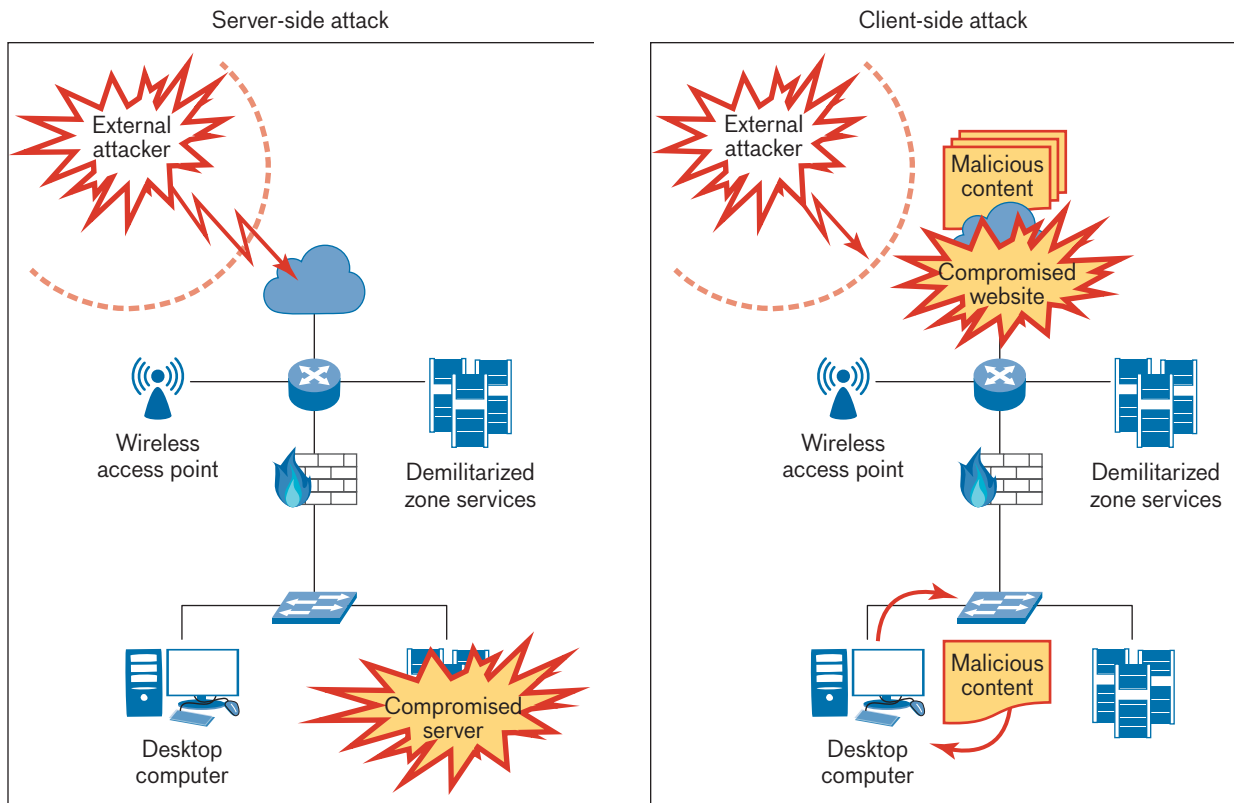 Server-side attack
External
attacker
Wireless
access point
Demilitarized
zone services
Desktop
computer
Compromised
server
Client-side attack
External
attacker
Malicious
content
Compromised
website
Wireless
access point
Demilitarized
zone services
Malicious
content
Desktop
computer